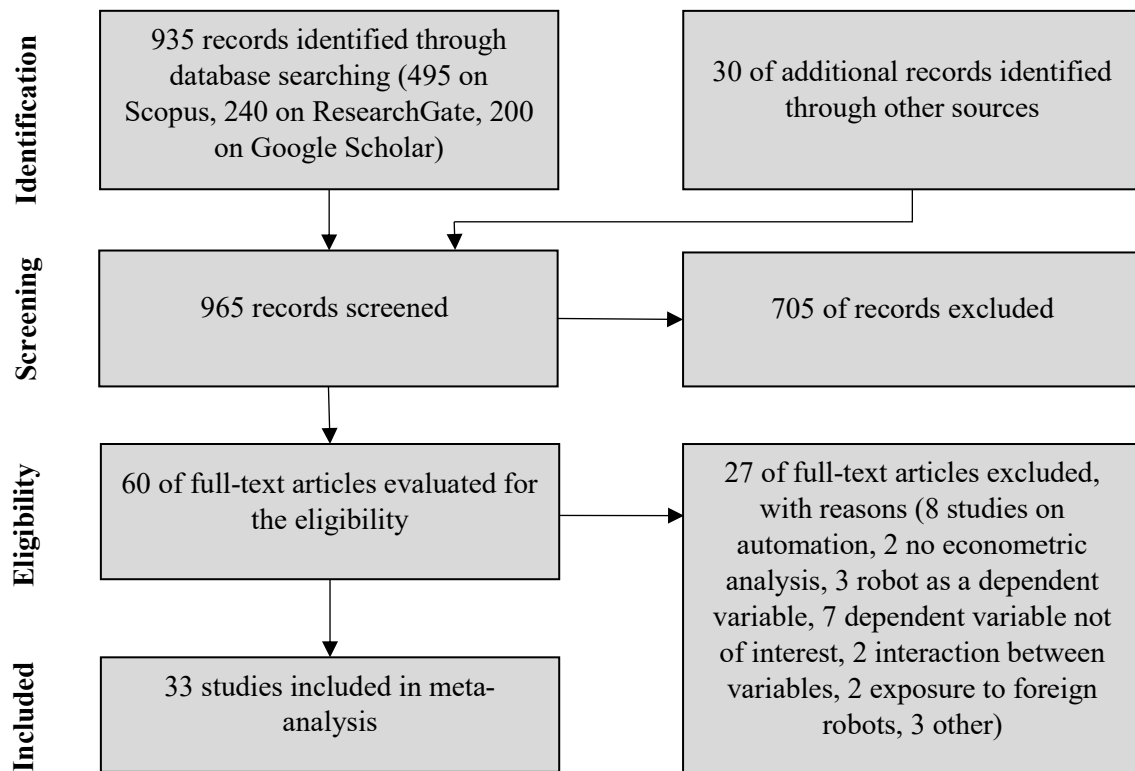 Identification
935 records identified through
database searching (495 on
Scopus, 240 on ResearchGate, 200
on Google Scholar)
30 of additional records identified
through other sources
Screening
965 records screened
705 of records excluded
Eligibility
60 of full-text articles evaluated for
the eligibility
27 of full-text articles excluded,
with reasons (8 studies on
automation, 2 no econometric
analysis, 3 robot as a dependent
variable, 7 dependent variable not
of interest, 2 interaction between
variables, 2 exposure to foreign
robots, 3 other)
Included
33 studies included in meta-
analysis